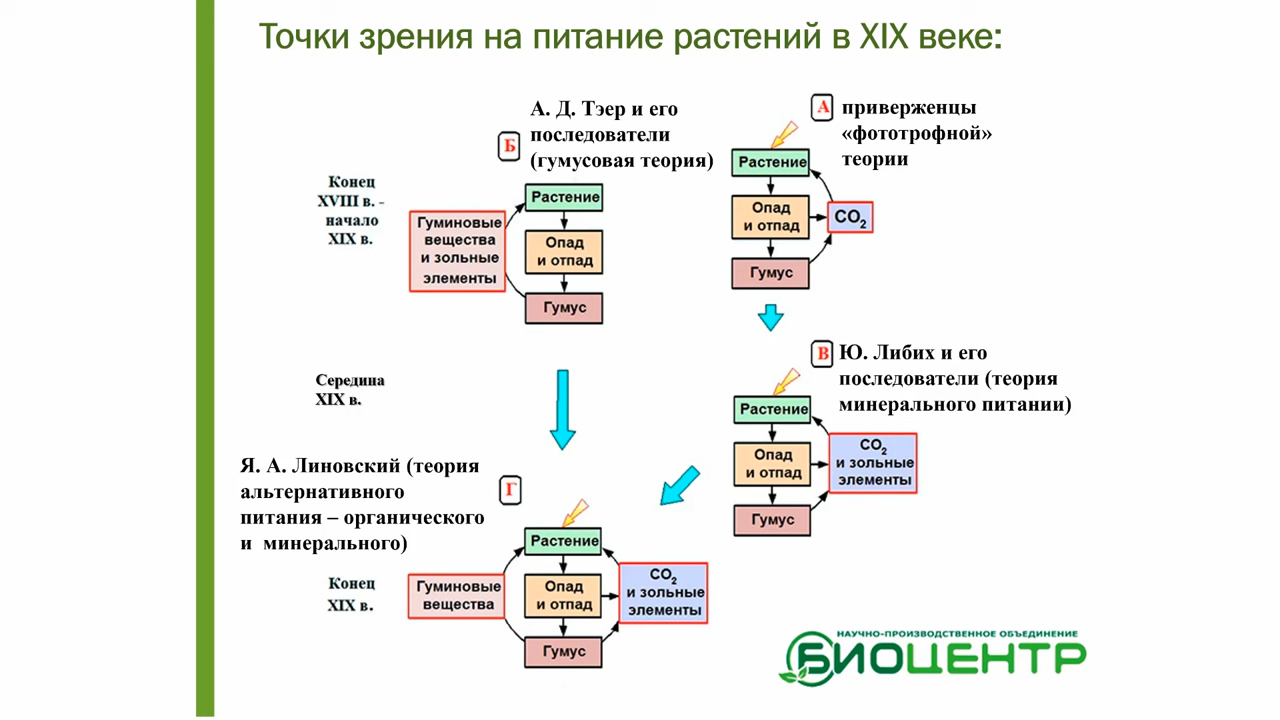 Точки зрения на питание растений в XIX веке:
А. Д. Тэер и его
последователи
(гумусовая теория)
Б
А
приверженцы
«фототрофной»
теории
Конец
XVIII в. -
начало
XIX в.
Гуминовые
вещества
и зольные
элементы
Растение
Опад
и отпад
Гумус
Растение
Опад
и отпад
Гумус
CO2
В
Ю. Либих и его
последователи (теория
минерального питании)
Середина
XIX в.
Растение
Опад
и отпад
Гумус
CO2
и зольные
элементы
Я. А. Линовский (теория
альтернативного
питания – органического
и минерального)
Г
Конец
XIX в.
Гуминовые
вещества
Растение
Опад
и отпад
Гумус
CO2
и зольные
элементы
НАУЧНО-ПРОИЗВОДСТВЕННОЕ ОБЪЕДИНЕНИЕ
БИОЦЕНТР